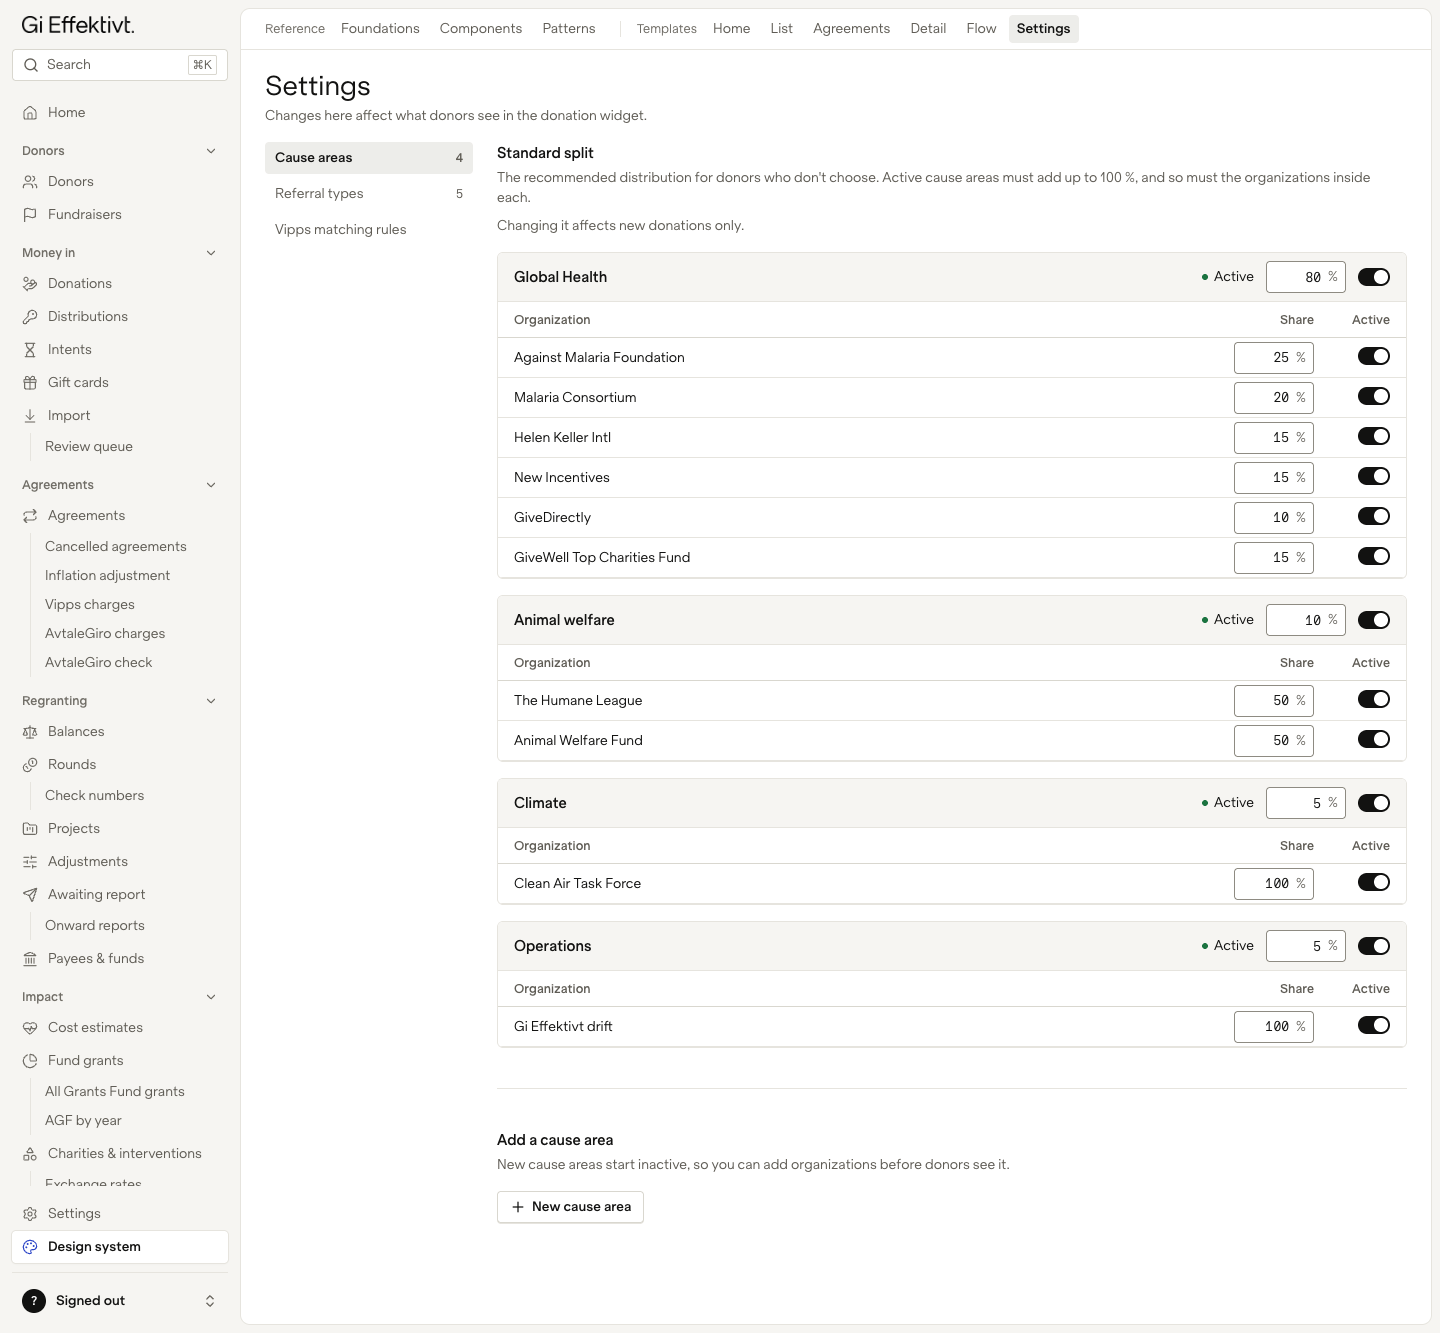 Gi Effektivt.
Search ⌘K
Home
Donors
Donors
Fundraisers
Money in
Donations
Distributions
Intents
Gift cards
Import
Review queue
Agreements
Agreements
Cancelled agreements
Inflation adjustment
Vipps charges
AvtaleGiro charges
AvtaleGiro check
Regranting
Balances
Rounds
Check numbers
Projects
Adjustments
Awaiting report
Onward reports
Payees & funds
Impact
Cost estimates
Fund grants
All Grants Fund grants
AGF by year
Charities & interventions
Exchange rates
Settings
Design system
? Signed out
Reference Foundations Components Patterns Templates Home List Agreements Detail Flow Settings
Settings
Changes here affect what donors see in the donation widget.
Cause areas 4
Referral types 5
Vipps matching rules
Standard split
The recommended distribution for donors who don't choose. Active cause areas must add up to 100 %, and so must the organizations inside
each.
Changing it affects new donations only.
Global Health Active 80 %
Organization Share Active
Against Malaria Foundation 25 %
Malaria Consortium 20 %
Helen Keller Intl 15 %
New Incentives 15 %
GiveDirectly 10 %
GiveWell Top Charities Fund 15 %
Animal welfare Active 10 %
Organization Share Active
The Humane League 50 %
Animal Welfare Fund 50 %
Climate Active 5 %
Organization Share Active
Clean Air Task Force 100 %
Operations Active 5 %
Organization Share Active
Gi Effektivt drift 100 %
Add a cause area
New cause areas start inactive, so you can add organizations before donors see it.
New cause area